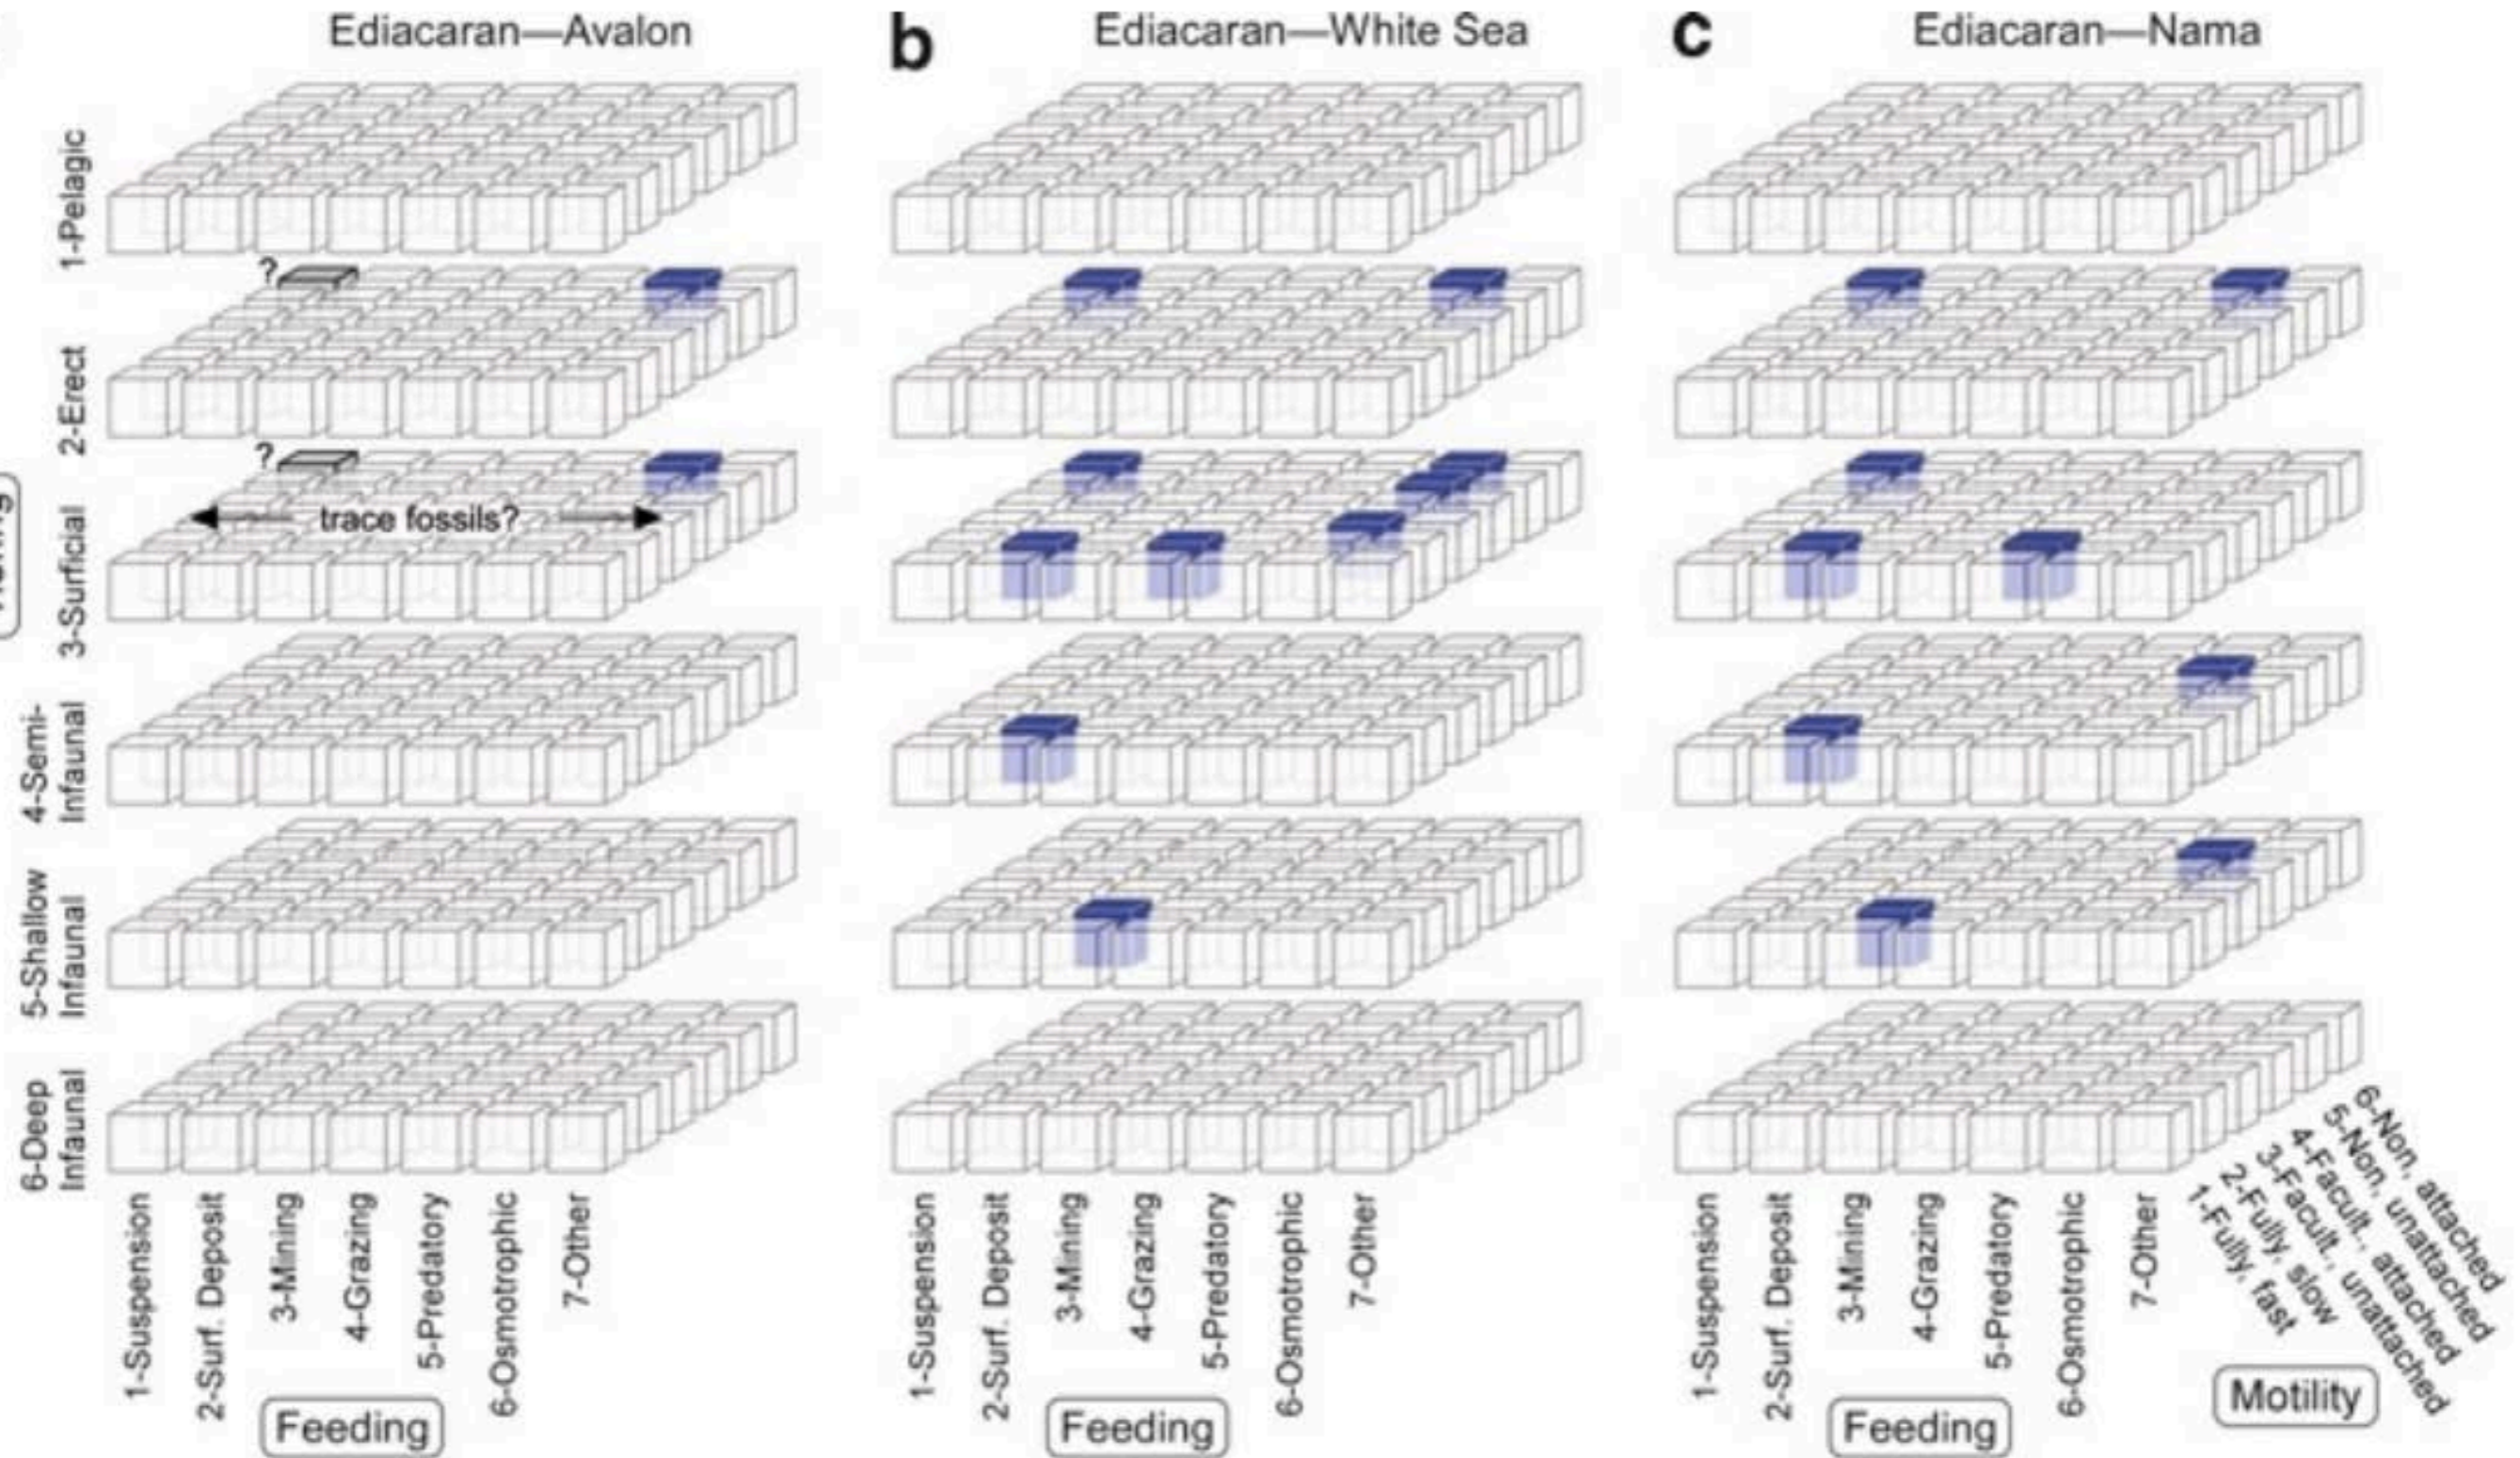 Ediacaran—Avalon
b
Ediacaran—White Sea
c
Ediacaran—Nama
1-Pelagic
2-Erect
3-Surficial
4-Semi-
Infaunal
5-Shallow
Infaunal
6-Deep
Infaunal
?
?
trace fossils?
1-Suspension
2-Surf. Deposit
3-Mining
4-Grazing
5-Predatory
6-Osmotrophic
7-Other
Feeding
1-Suspension
2-Surf. Deposit
3-Mining
4-Grazing
5-Predatory
6-Osmotrophic
7-Other
Feeding
1-Suspension
2-Surf. Deposit
3-Mining
4-Grazing
5-Predatory
6-Osmotrophic
7-Other
Feeding
6-Non, attached
5-Non, unattached
4-Facult., attached
3-Facult., unattached
2-Fully, slow
1-Fully, fast
Motility